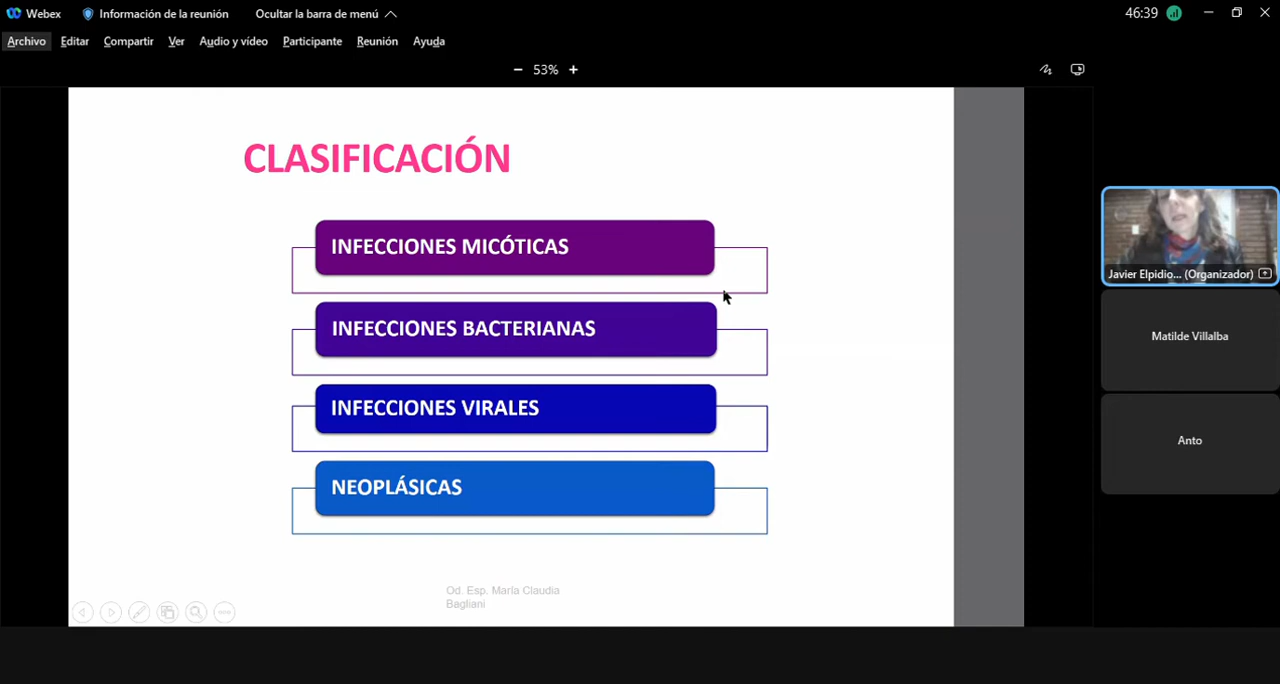 Webex Información de la reunión Ocultar la barra de menú 46:39
Archivo Editar Compartir Ver Audio y vídeo Participante Reunión Ayuda
− 53% +
CLASIFICACIÓN
INFECCIONES MICÓTICAS
INFECCIONES BACTERIANAS
INFECCIONES VIRALES
NEOPLÁSICAS
Od. Esp. Marla Claudia
Bagliani
Javier Elpidio... (Organizador)
Matilde Villalba
Anto